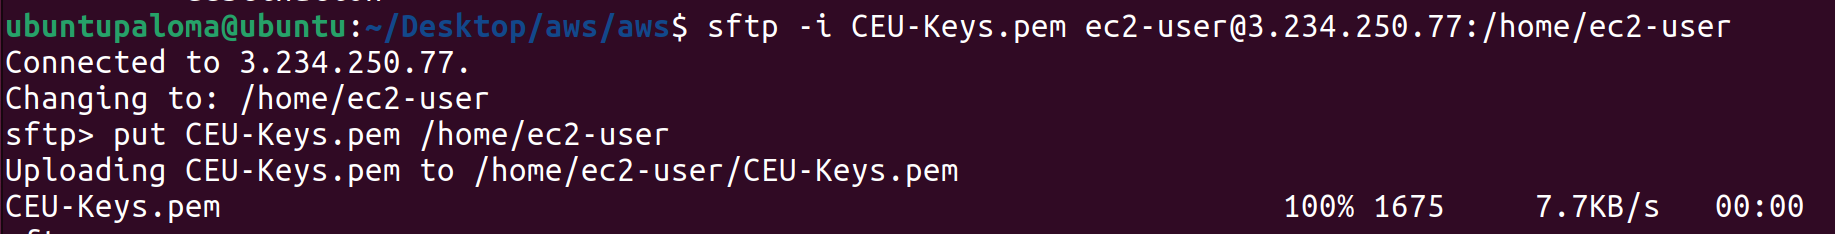 ubuntupaloma@ubuntu:~/Desktop/aws/aws$ sftp -i CEU-Keys.pem ec2-user@3.234.250.77:/home/ec2-user
Connected to 3.234.250.77.
Changing to: /home/ec2-user
sftp> put CEU-Keys.pem /home/ec2-user
Uploading CEU-Keys.pem to /home/ec2-user/CEU-Keys.pem
CEU-Keys.pem 100% 1675 7.7KB/s 00:00